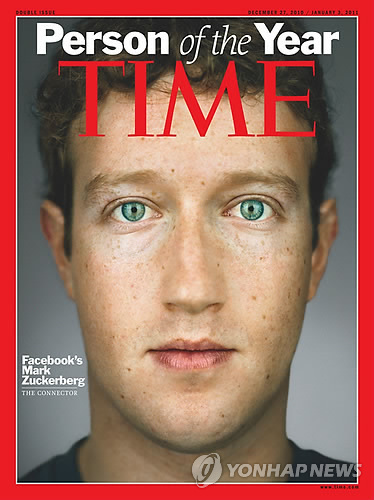 DOUBLE ISSUE
DECEMBER 27, 2010 / JANUARY 3, 2011
Person of the Year
TIME
Facebook's
Mark
Zuckerberg
THE CONNECTOR
YONHAP NEWS
www.time.com